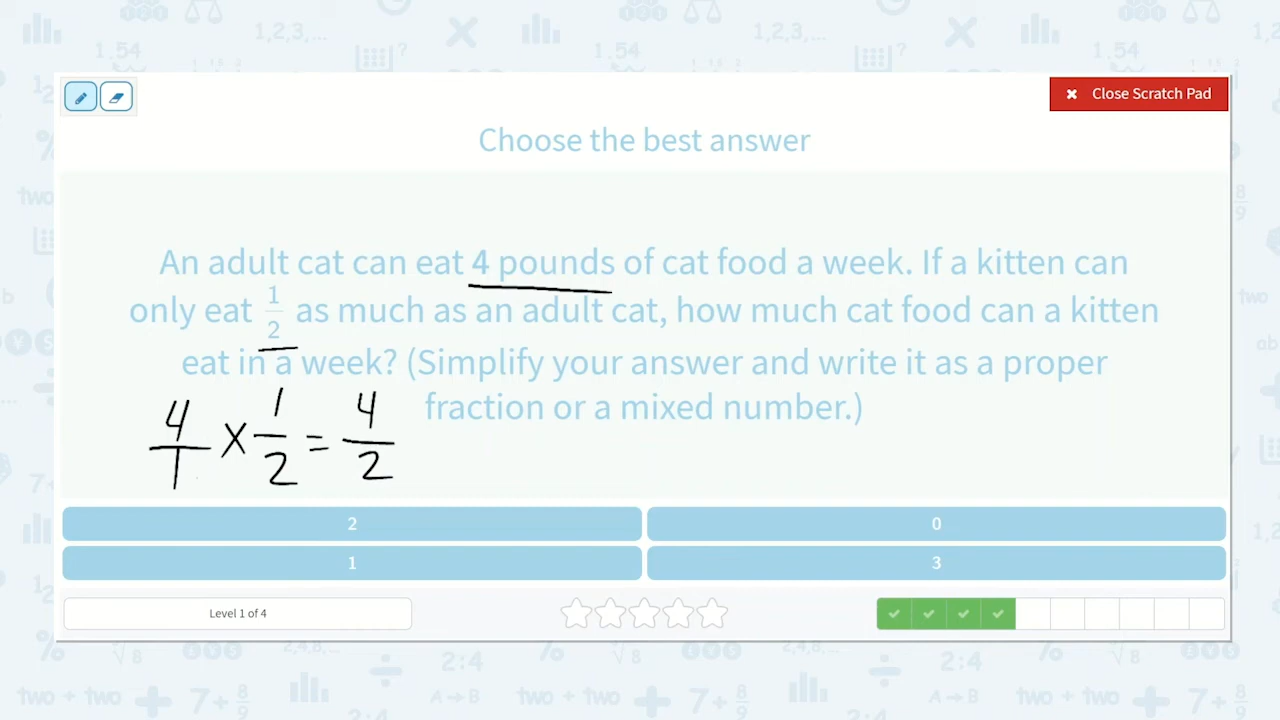 Close Scratch Pad
Choose the best answer
An adult cat can eat 4 pounds of cat food a week. If a kitten can
only eat 1/2 as much as an adult cat, how much cat food can a kitten
eat in a week? (Simplify your answer and write it as a proper
fraction or a mixed number.)
4/1 x 1/2 = 4/2
2
0
1
3
Level 1 of 4